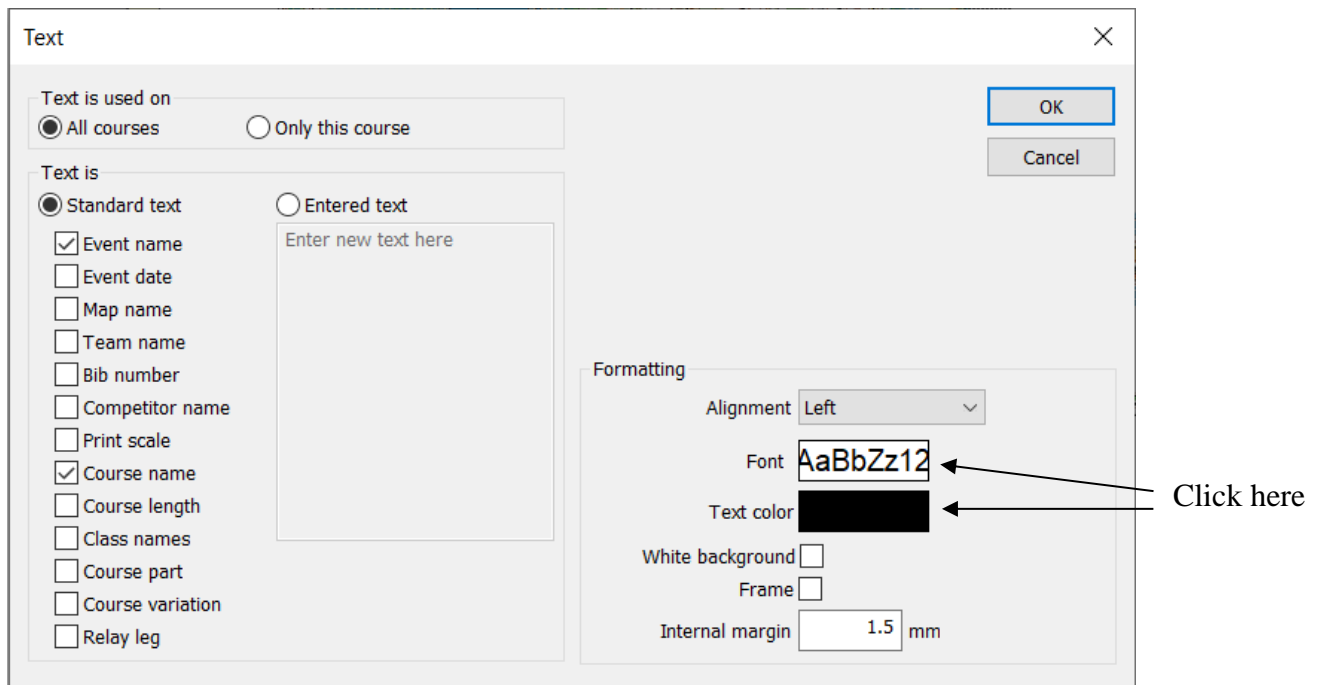 Text
Text is used on
All courses
Only this course
OK
Cancel
Text is
Standard text
Entered text
Event name
Event date
Map name
Team name
Bib number
Competitor name
Print scale
Course name
Course length
Class names
Course part
Course variation
Relay leg
Enter new text here
Formatting
Alignment Left
Font AaBbZz12
Text color
White background
Frame
Internal margin 1.5 mm
Click here